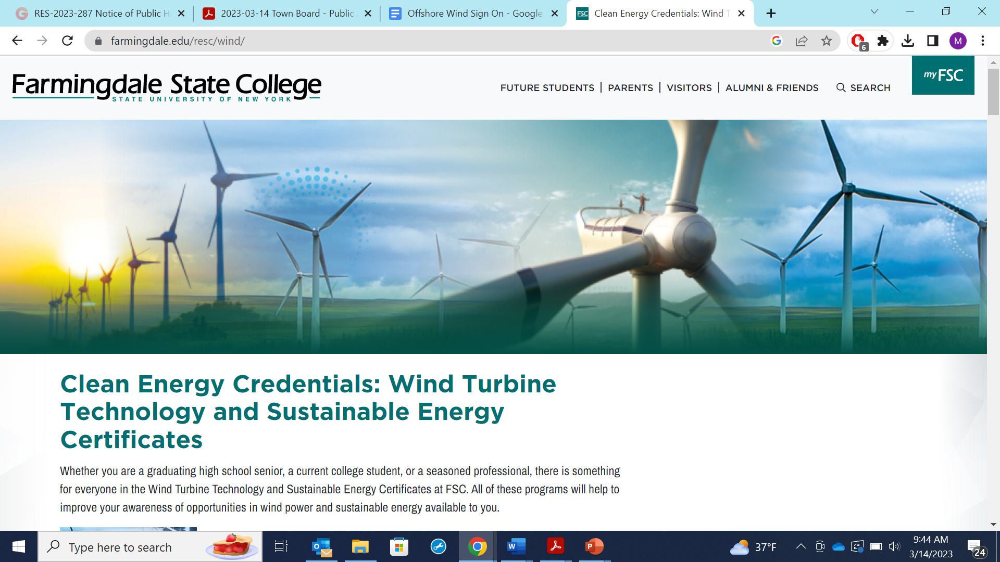 RES-2023-287 Notice of Public H
2023-03-14 Town Board - Public
Offshore Wind Sign On - Google
FSC
Clean Energy Credentials: Wind T
farmingdale.edu/resc/wind/
6
M
Farmingdale State College
STATE UNIVERSITY OF NEW YORK
FUTURE STUDENTS
PARENTS
VISITORS
ALUMNI & FRIENDS
SEARCH
my FSC
Clean Energy Credentials: Wind Turbine
Technology and Sustainable Energy
Certificates
Whether you are a graduating high school senior, a current college student, or a seasoned professional, there is something
for everyone in the Wind Turbine Technology and Sustainable Energy Certificates at FSC. All of these programs will help to
improve your awareness of opportunities in wind power and sustainable energy available to you.
Type here to search
37°F
9:44 AM
3/14/2023
24